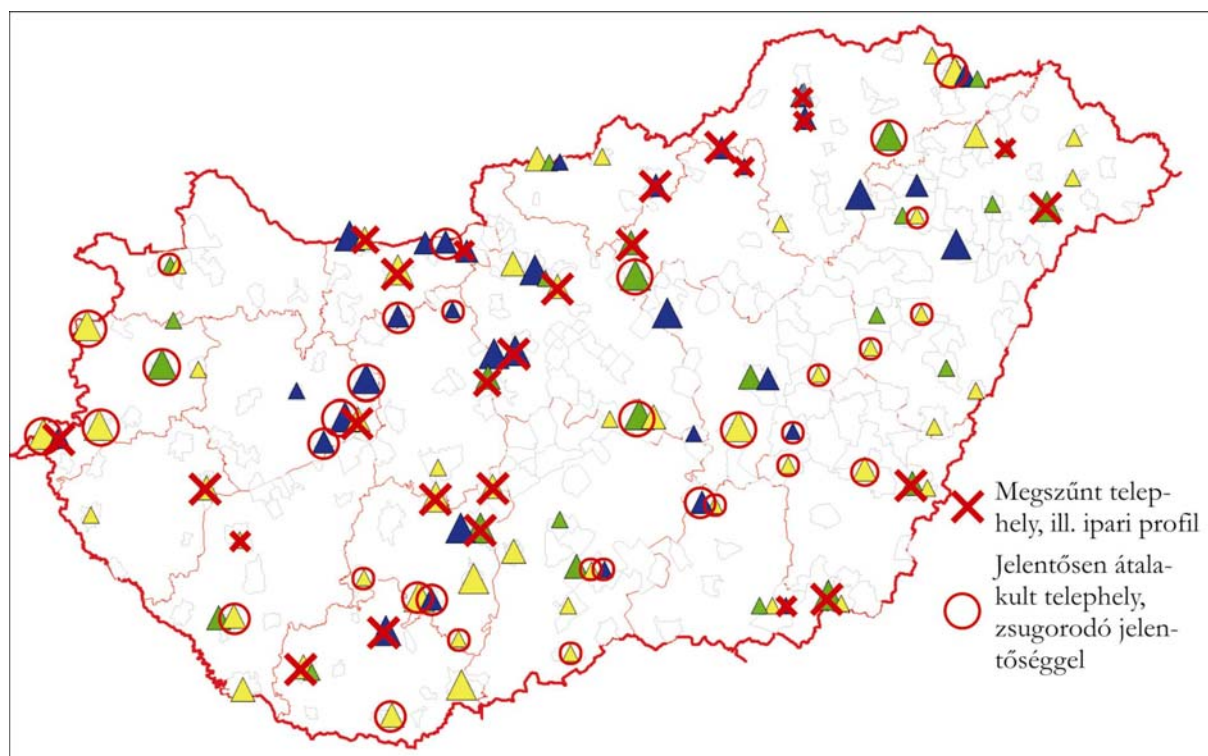 Megszűnt telep-
hely, ill. ipari profil
Jelentősen átala-
kult telephely,
zsugorodó jelen-
tőséggel